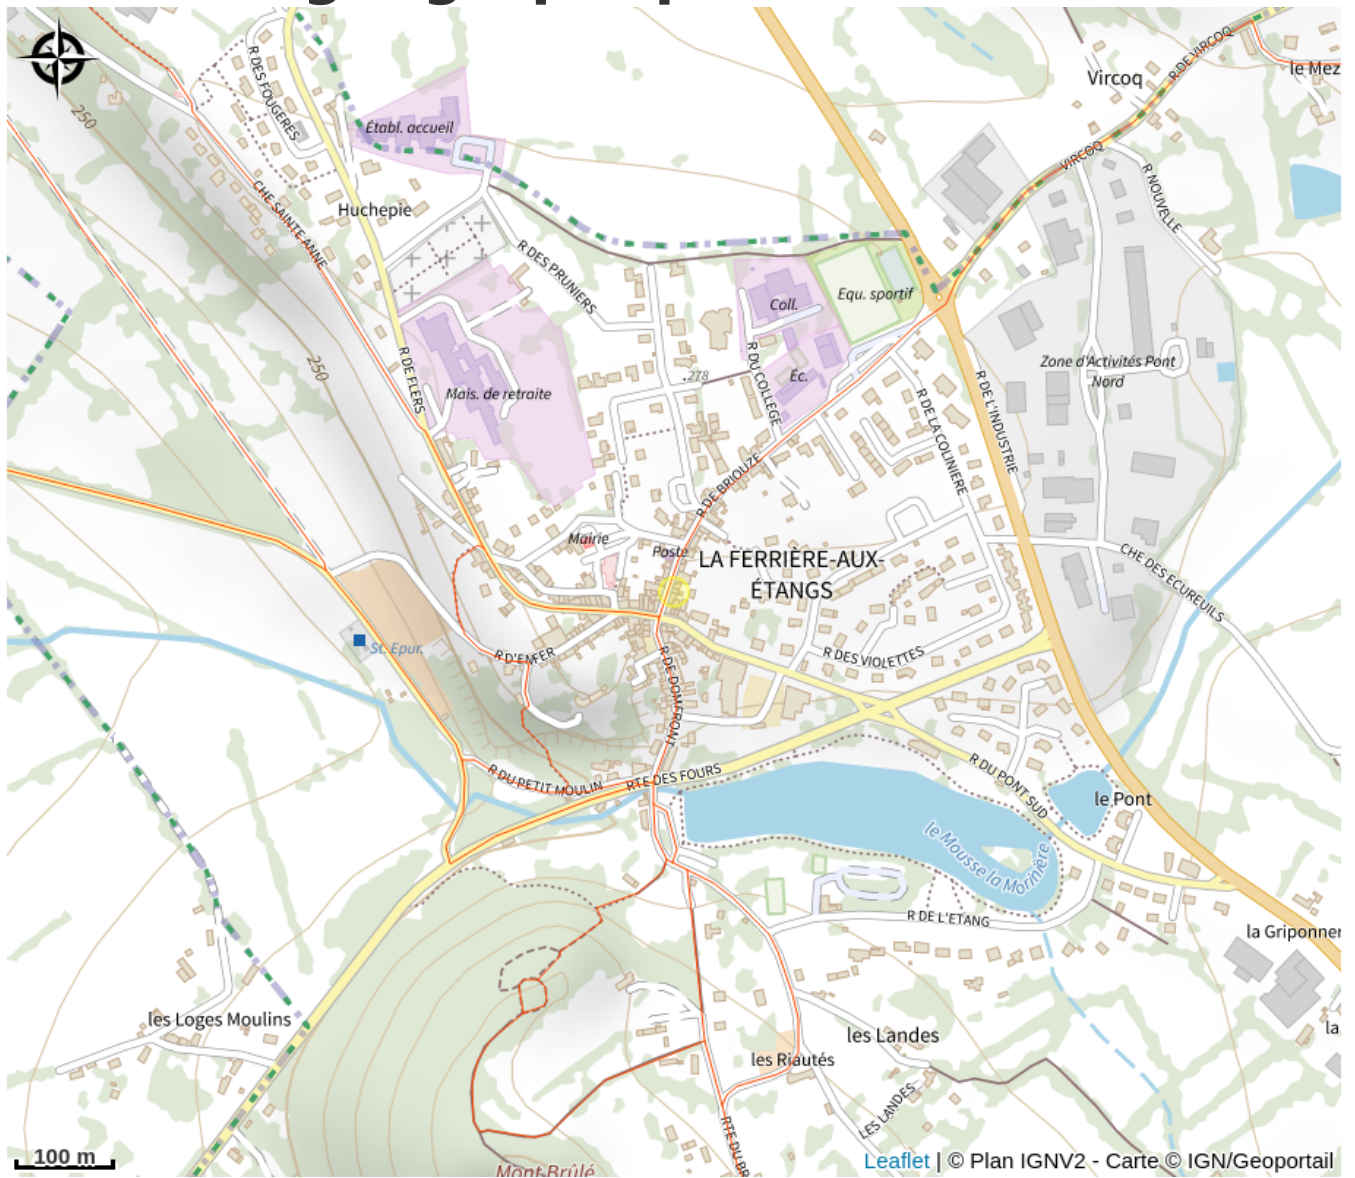 Vircoq
R DE VIRCOQ
le Mez
R DES FOUGERES
250
Établ. accueil
VIRCOQ
R NOUVELLE
CHE SAINTE-ANNE
Huchepie
R DES PRUNIERS
Coll.
Equ. sportif
250
R DE FLERS
Mais. de retraite
.278
R DU COLLEGE
Éc.
Zone d'Activités Pont
Nord
R DE L'INDUSTRIE
R DE LA COLINIERE
R DE BRIOUZE
Mairie
Poste
LA FERRIÈRE-AUX-
ÉTANGS
CHE DES ECUREUILS
St. Epur.
R D'ENFER
R DE DOMFRONT
R DES VIOLETTES
R DU PETIT MOULIN
RTE DES FOURS
R DU PONT SUD
le Pont
le Mousse la Morinière
R DE L'ETANG
la Griponner
les Loges Moulins
les Landes
la
les Riautés
LES LANDES
RTE DU BR
Mont-Brûlé
100 m
Leaflet | © Plan IGNV2 - Carte © IGN/Geoportail